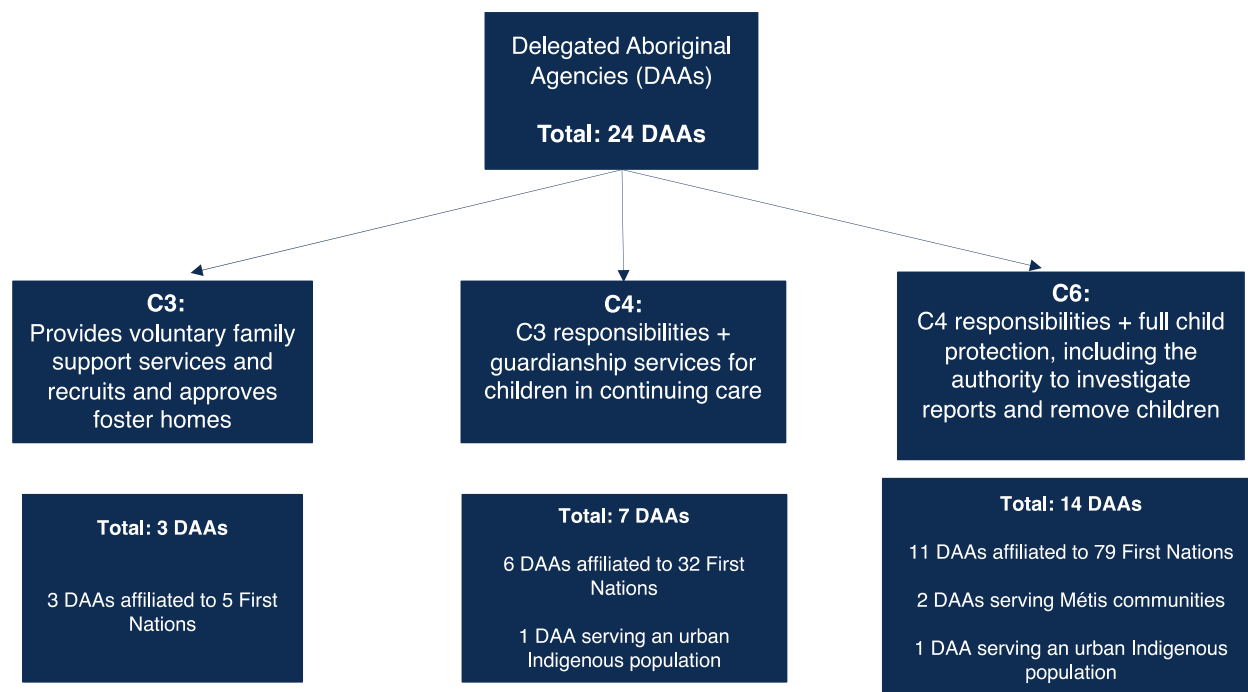 Delegated Aboriginal
Agencies (DAAs)
Total: 24 DAAs
C3:
Provides voluntary family
support services and
recruits and approves
foster homes
C4:
C3 responsibilities +
guardianship services for
children in continuing care
C6:
C4 responsibilities + full child
protection, including the
authority to investigate
reports and remove children
Total: 3 DAAs
3 DAAs affiliated to 5 First
Nations
Total: 7 DAAs
6 DAAs affiliated to 32 First
Nations
1 DAA serving an urban
Indigenous population
Total: 14 DAAs
11 DAAs affiliated to 79 First Nations
2 DAAs serving Métis communities
1 DAA serving an urban Indigenous
population